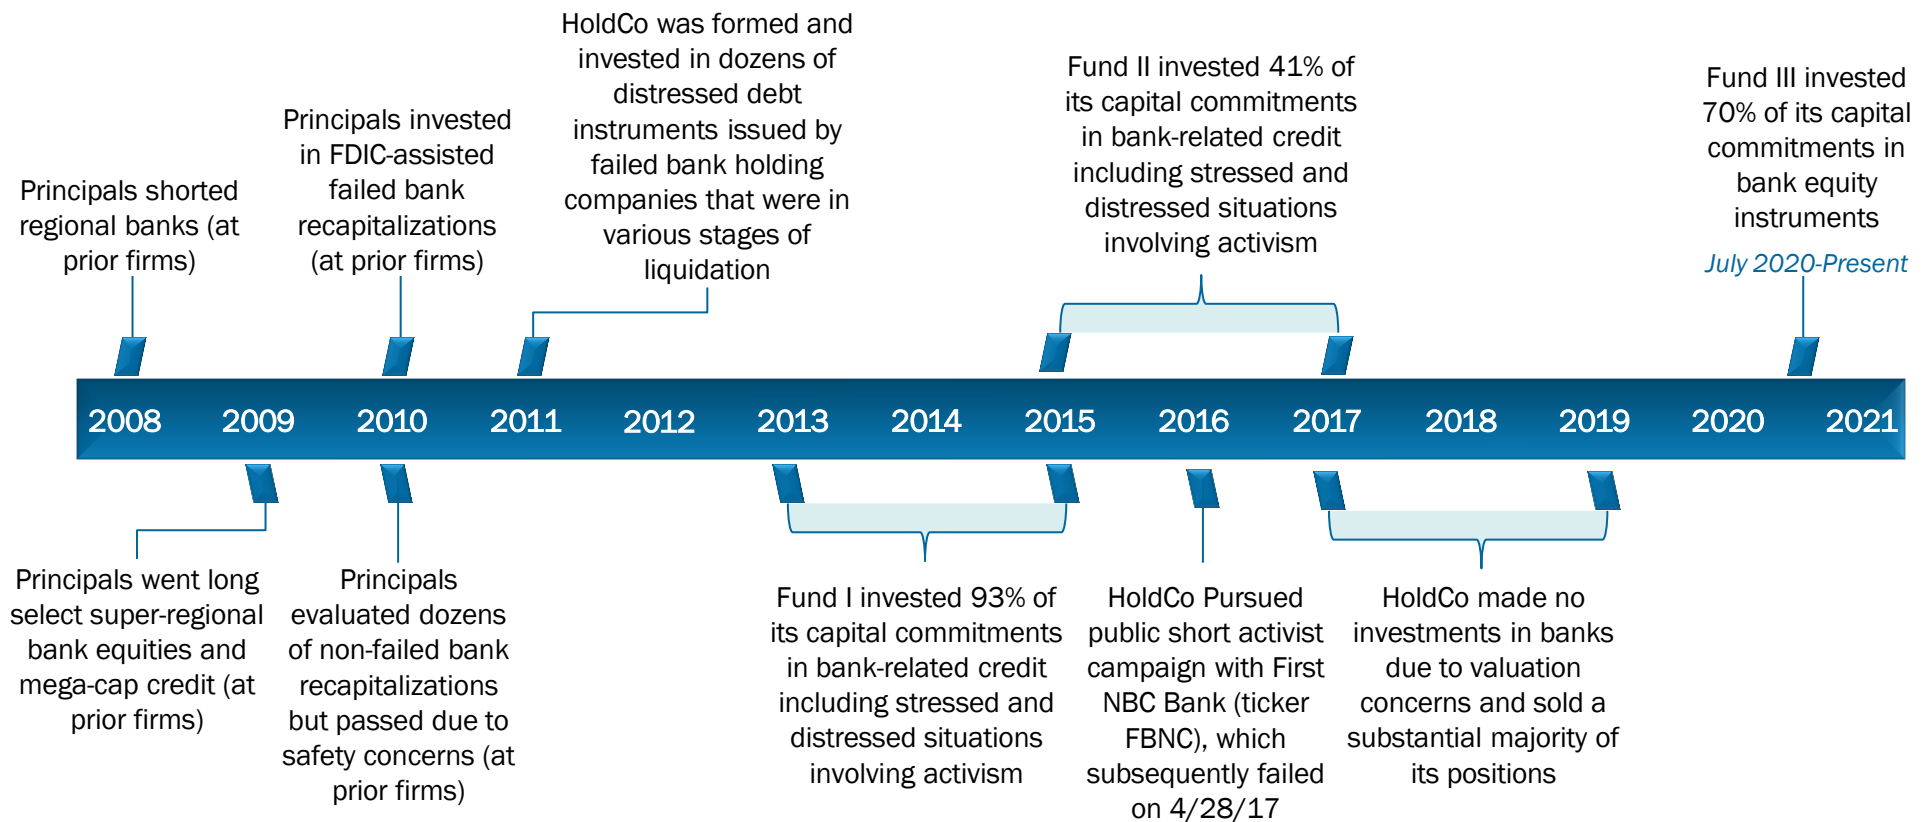 Principals shorted
regional banks (at
prior firms)
Principals invested
in FDIC-assisted
failed bank
recapitalizations
(at prior firms)
HoldCo was formed and
invested in dozens of
distressed debt
instruments issued by
failed bank holding
companies that were in
various stages of
liquidation
Fund II invested 41% of
its capital commitments
in bank-related credit
including stressed and
distressed situations
involving activism
Fund III invested
70% of its capital
commitments in
bank equity
instruments
July 2020-Present
2008 2009 2010 2011 2012 2013 2014 2015 2016 2017 2018 2019 2020 2021
Principals went long
select super-regional
bank equities and
mega-cap credit (at
prior firms)
Principals
evaluated dozens
of non-failed bank
recapitalizations
but passed due to
safety concerns (at
prior firms)
Fund I invested 93% of
its capital commitments
in bank-related credit
including stressed and
distressed situations
involving activism
HoldCo Pursued
public short activist
campaign with First
NBC Bank (ticker
FBNC), which
subsequently failed
on 4/28/17
HoldCo made no
investments in banks
due to valuation
concerns and sold a
substantial majority of
its positions